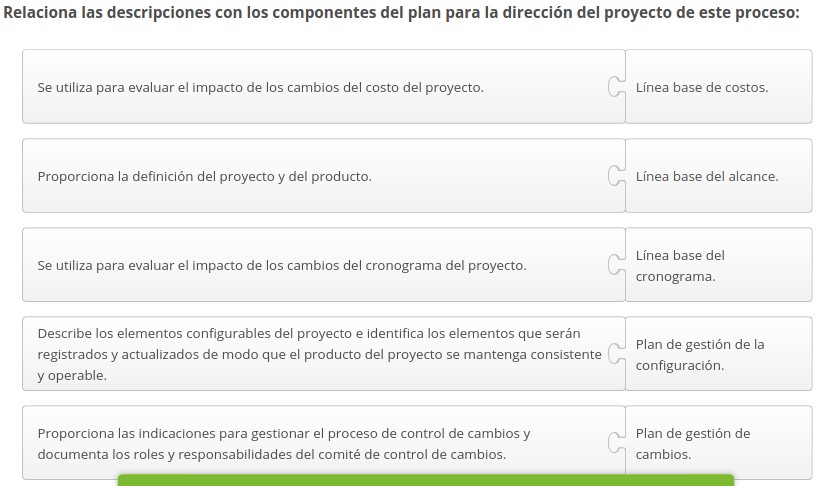 Relaciona las descripciones con los componentes del plan para la dirección del proyecto de este proceso:
Se utiliza para evaluar el impacto de los cambios del costo del proyecto.
Línea base de costos.
Proporciona la definición del proyecto y del producto.
Línea base del alcance.
Se utiliza para evaluar el impacto de los cambios del cronograma del proyecto.
Línea base del
cronograma.
Describe los elementos configurables del proyecto e identifica los elementos que serán
registrados y actualizados de modo que el producto del proyecto se mantenga consistente
y operable.
Plan de gestión de la
configuración.
Proporciona las indicaciones para gestionar el proceso de control de cambios y
documenta los roles y responsabilidades del comité de control de cambios.
Plan de gestión de
cambios.